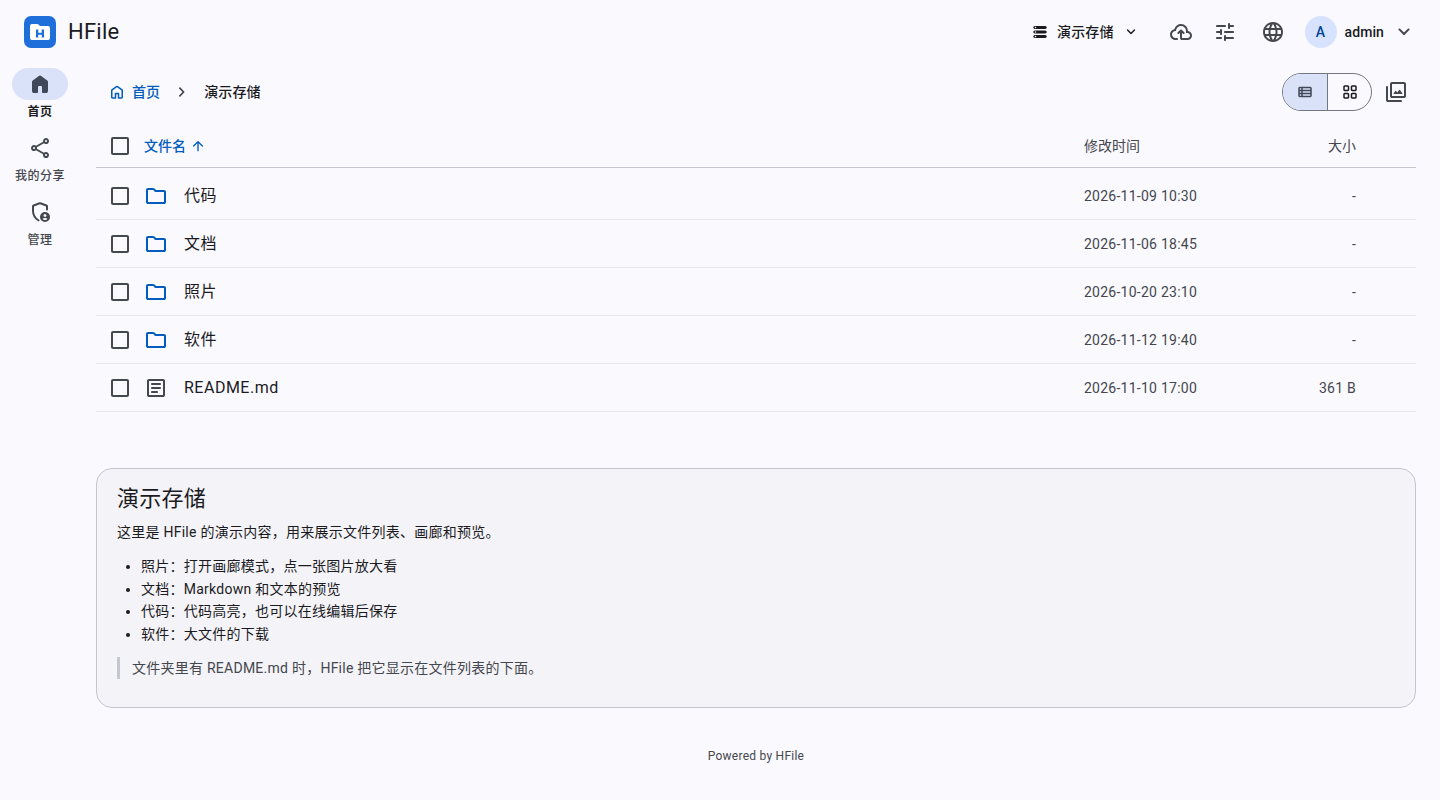 HFile
演示存储
A admin
首页
我的分享
管理
首页 演示存储
文件名 修改时间 大小
代码 2026-11-09 10:30 -
文档 2026-11-06 18:45 -
照片 2026-10-20 23:10 -
软件 2026-11-12 19:40 -
README.md 2026-11-10 17:00 361 B
演示存储
这里是 HFile 的演示内容，用来展示文件列表、画廊和预览。
• 照片：打开画廊模式，点一张图片放大看
• 文档：Markdown 和文本的预览
• 代码：代码高亮，也可以在线编辑后保存
• 软件：大文件的下载
文件夹里有 README.md 时，HFile 把它显示在文件列表的下面。
Powered by HFile